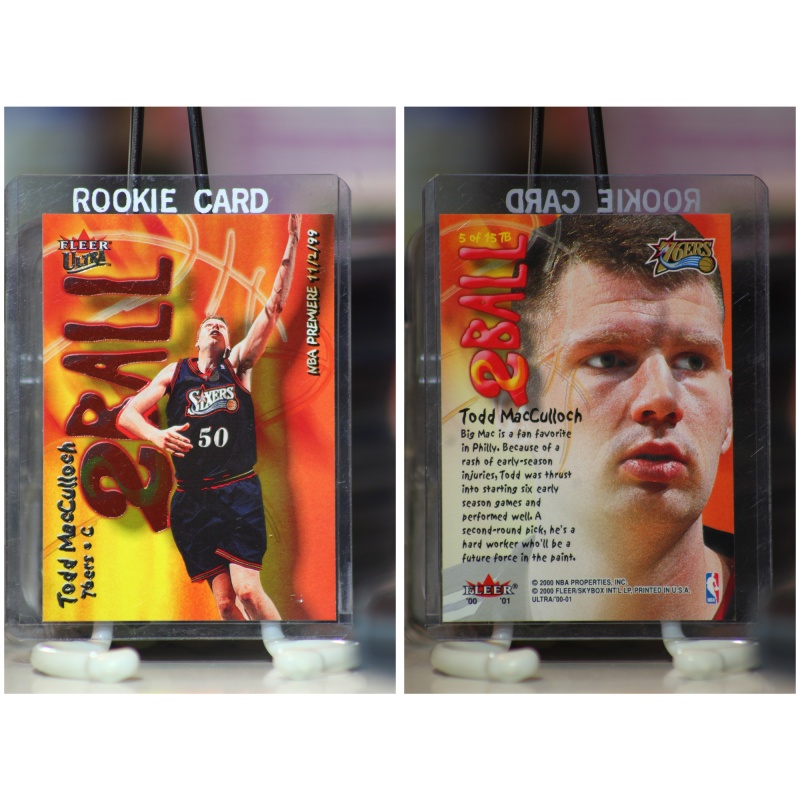 ROOKIE CARD
FLEER
ULTRA
2BALL
NBA PREMIERE 11/2/99
SIXERS
50
Todd MacCulloch
76ers • C
ROOKIE CARD
5 of 15 TB
76ERS
2BALL
Todd MacCulloch
Big Mac is a fan favorite
in Philly. Because of a
rash of early-season
injuries, Todd was thrust
into starting six early
season games and
performed well. A
second-round pick, he's a
hard worker who'll be a
future force in the paint.
FLEER®
'00 '01
© 2000 NBA PROPERTIES, INC.
© 2000 FLEER/SKYBOX INT'L LP, PRINTED IN U.S.A.
ULTRA/'00-01